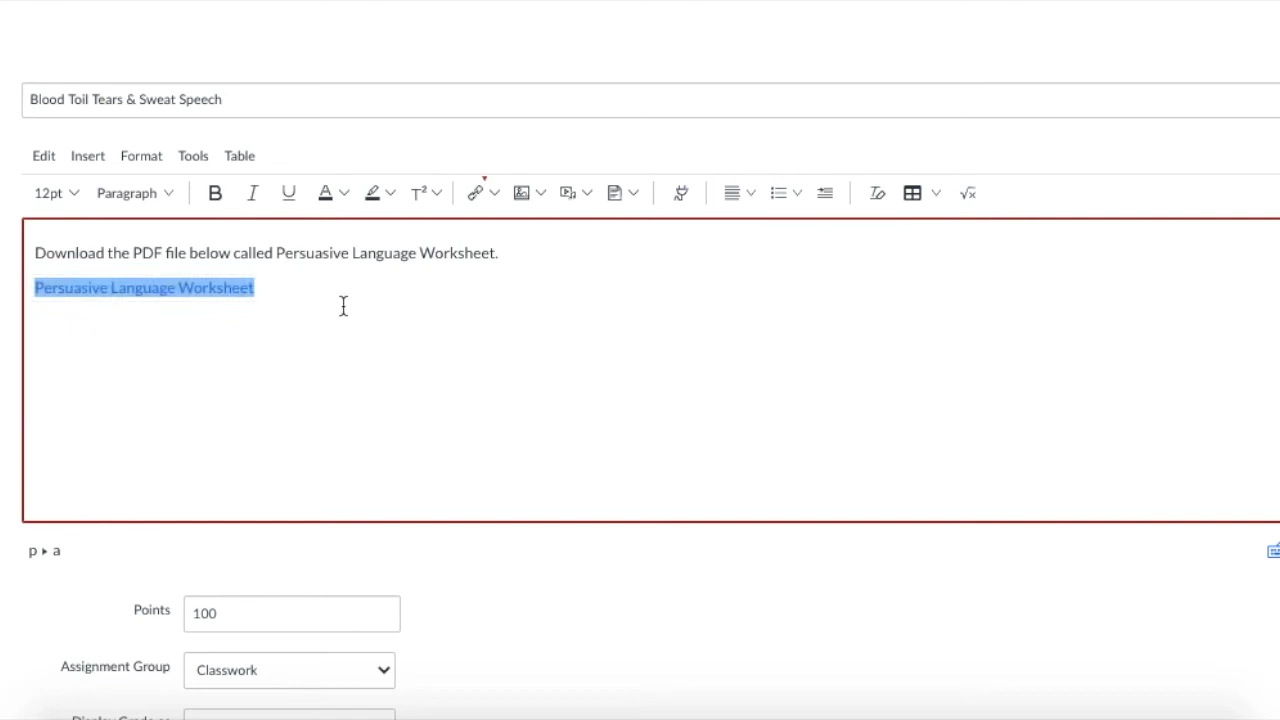 Blood Toil Tears & Sweat Speech
Edit Insert Format Tools Table
12pt Paragraph B I U A T² √x
Download the PDF file below called Persuasive Language Worksheet.
Persuasive Language Worksheet
p ▸ a
Points 100
Assignment Group Classwork